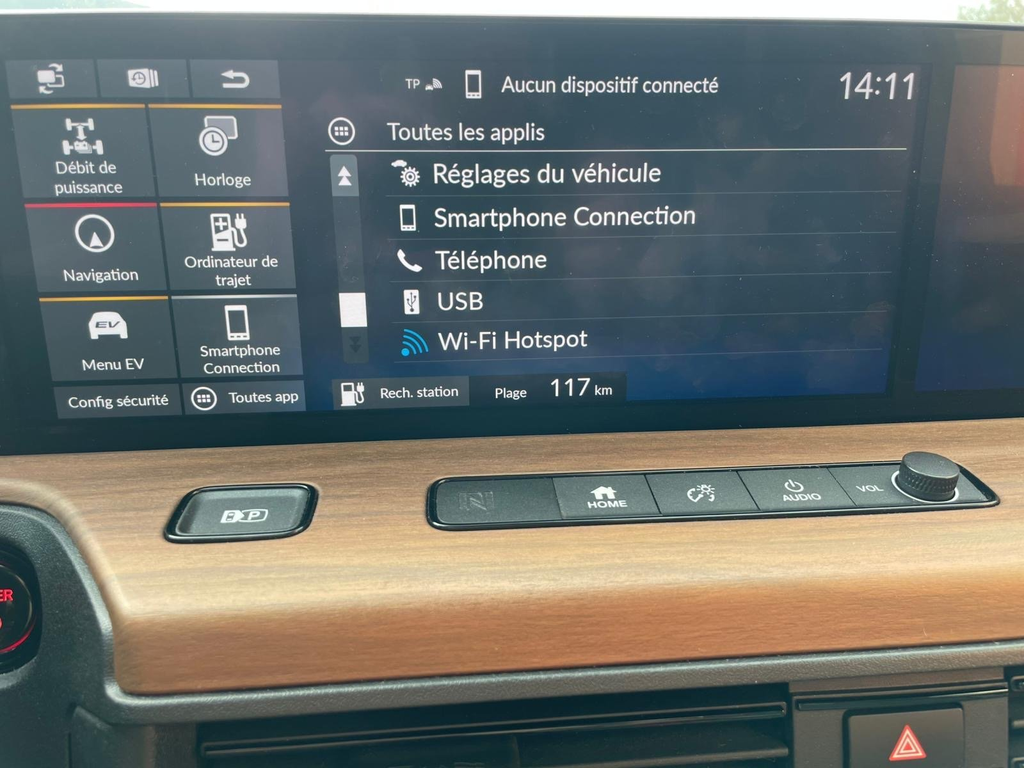 TP
Aucun dispositif connecté
14:11
Toutes les applis
Débit de
puissance
Horloge
Réglages du véhicule
Smartphone Connection
Navigation
Ordinateur de
trajet
Téléphone
USB
EV
Menu EV
Smartphone
Connection
Wi-Fi Hotspot
Config sécurité
Toutes app
Rech. station
Plage
117 km
P
HOME
AUDIO
VOL
ER